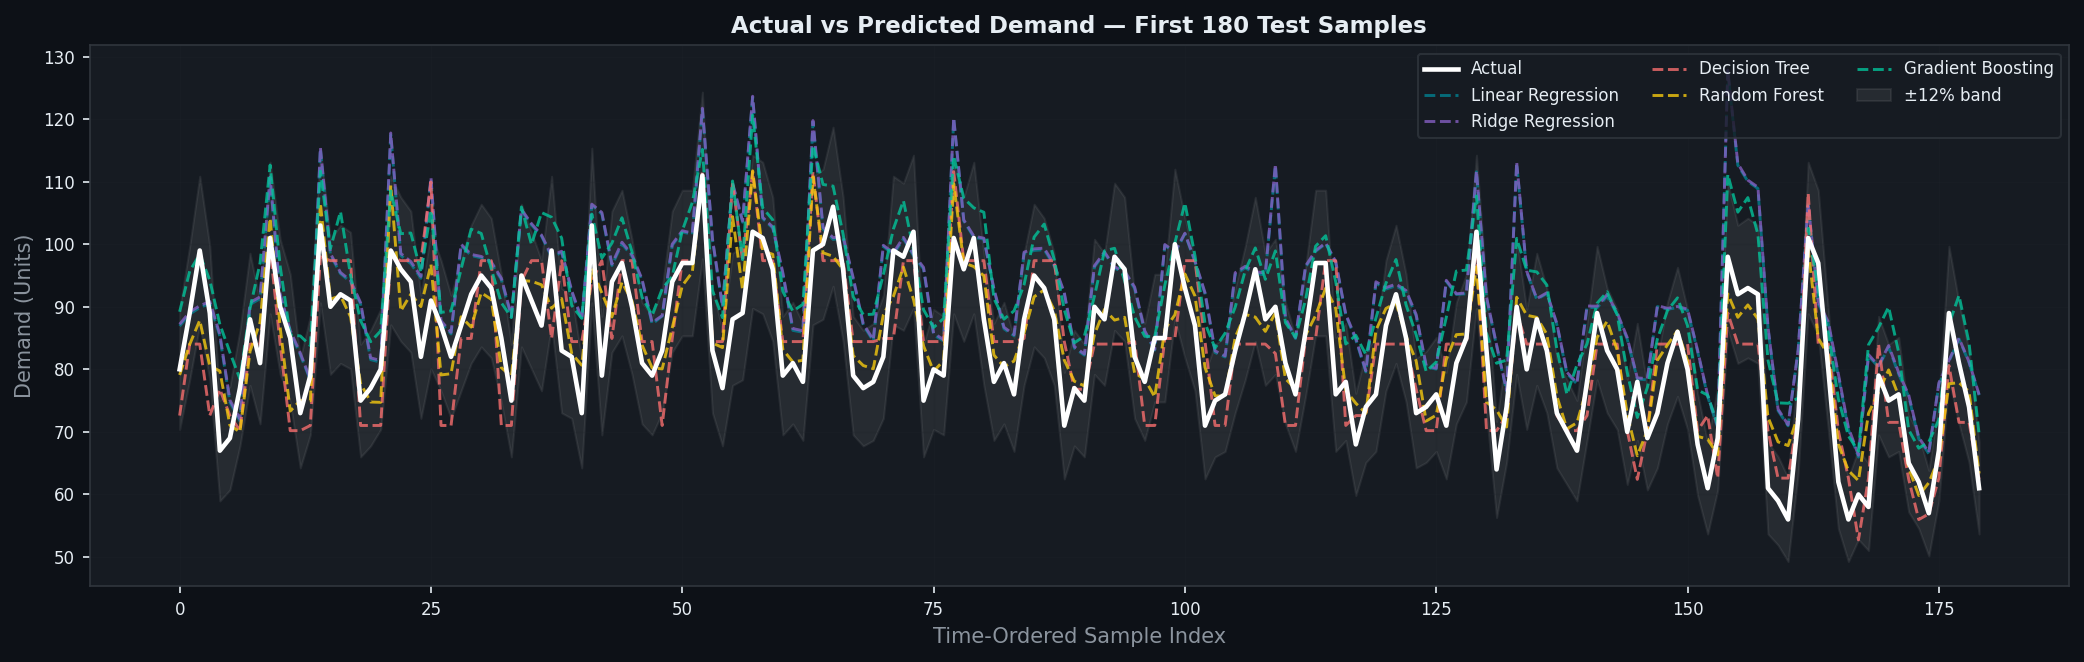 Actual vs Predicted Demand — First 180 Test Samples
Demand (Units)
130
120
110
100
90
80
70
60
50
Actual
Linear Regression
Ridge Regression
Decision Tree
Random Forest
Gradient Boosting
±12% band
0 25 50 75 100 125 150 175
Time-Ordered Sample Index